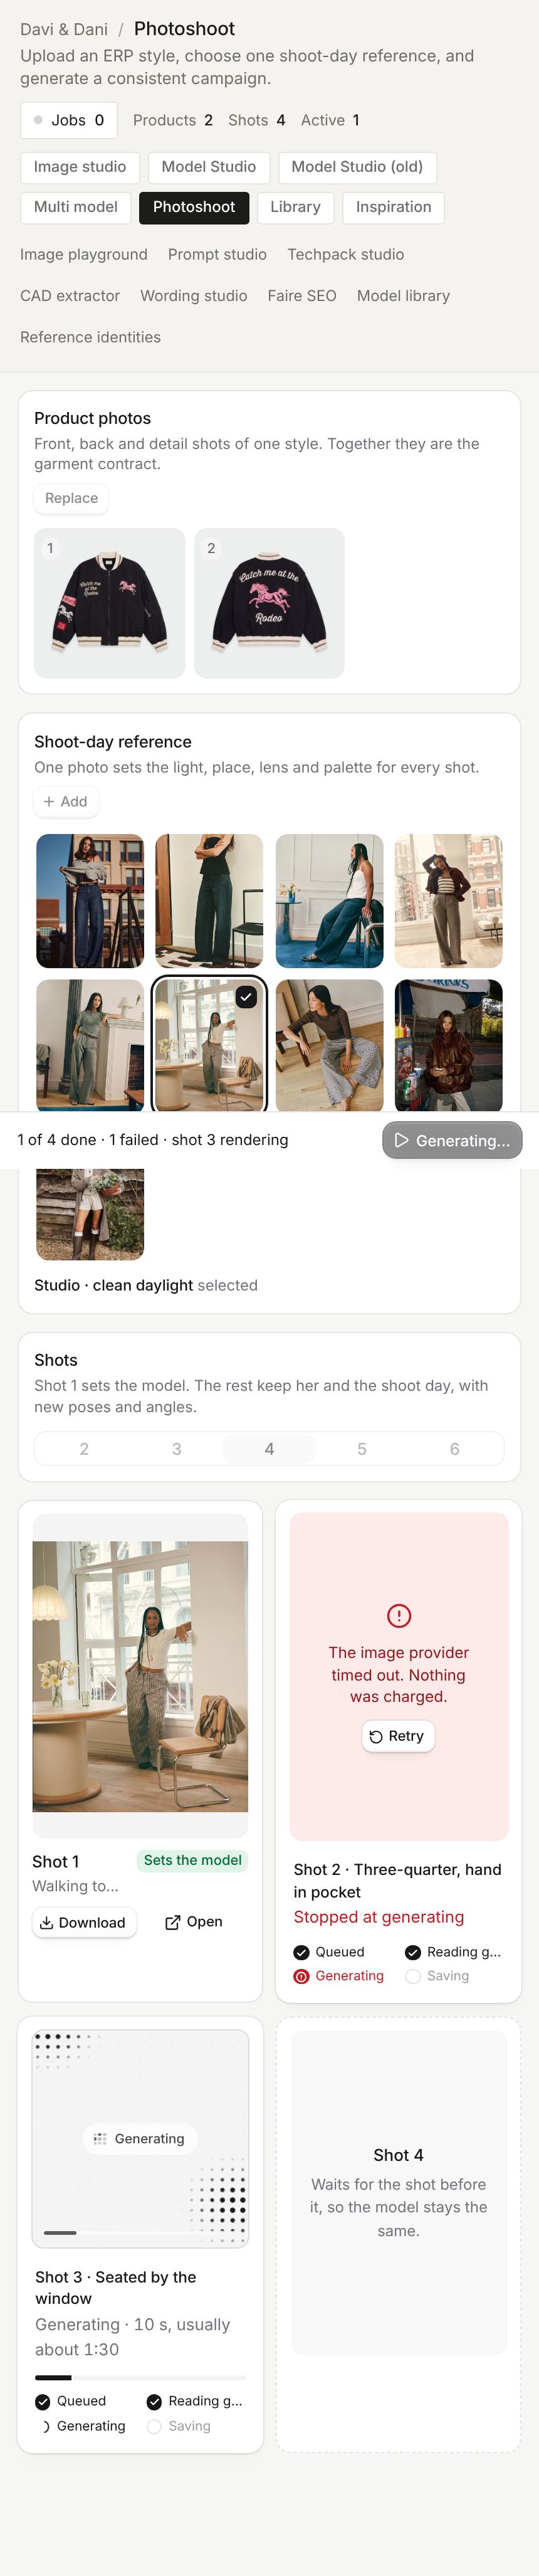 Davi & Dani / Photoshoot
Upload an ERP style, choose one shoot-day reference, and
generate a consistent campaign.
Jobs 0 Products 2 Shots 4 Active 1
Image studio Model Studio Model Studio (old)
Multi model Photoshoot Library Inspiration
Image playground Prompt studio Techpack studio
CAD extractor Wording studio Faire SEO Model library
Reference identities
Product photos
Front, back and detail shots of one style. Together they are the
garment contract.
Replace
1
Catch me at the
Rodeo
2
Catch me at the
Rodeo
Shoot-day reference
One photo sets the light, place, lens and palette for every shot.
+ Add
1 of 4 done · 1 failed · shot 3 rendering
Generating...
Studio · clean daylight selected
Shots
Shot 1 sets the model. The rest keep her and the shoot day, with
new poses and angles.
2 3 4 5 6
Shot 1
Sets the model
Walking to...
Download Open
The image provider
timed out. Nothing
was charged.
Retry
Shot 2 · Three-quarter, hand
in pocket
Stopped at generating
Queued Reading g...
Generating Saving
Generating
Shot 3 · Seated by the
window
Generating · 10 s, usually
about 1:30
Queued Reading g...
Generating Saving
Shot 4
Waits for the shot before
it, so the model stays the
same.